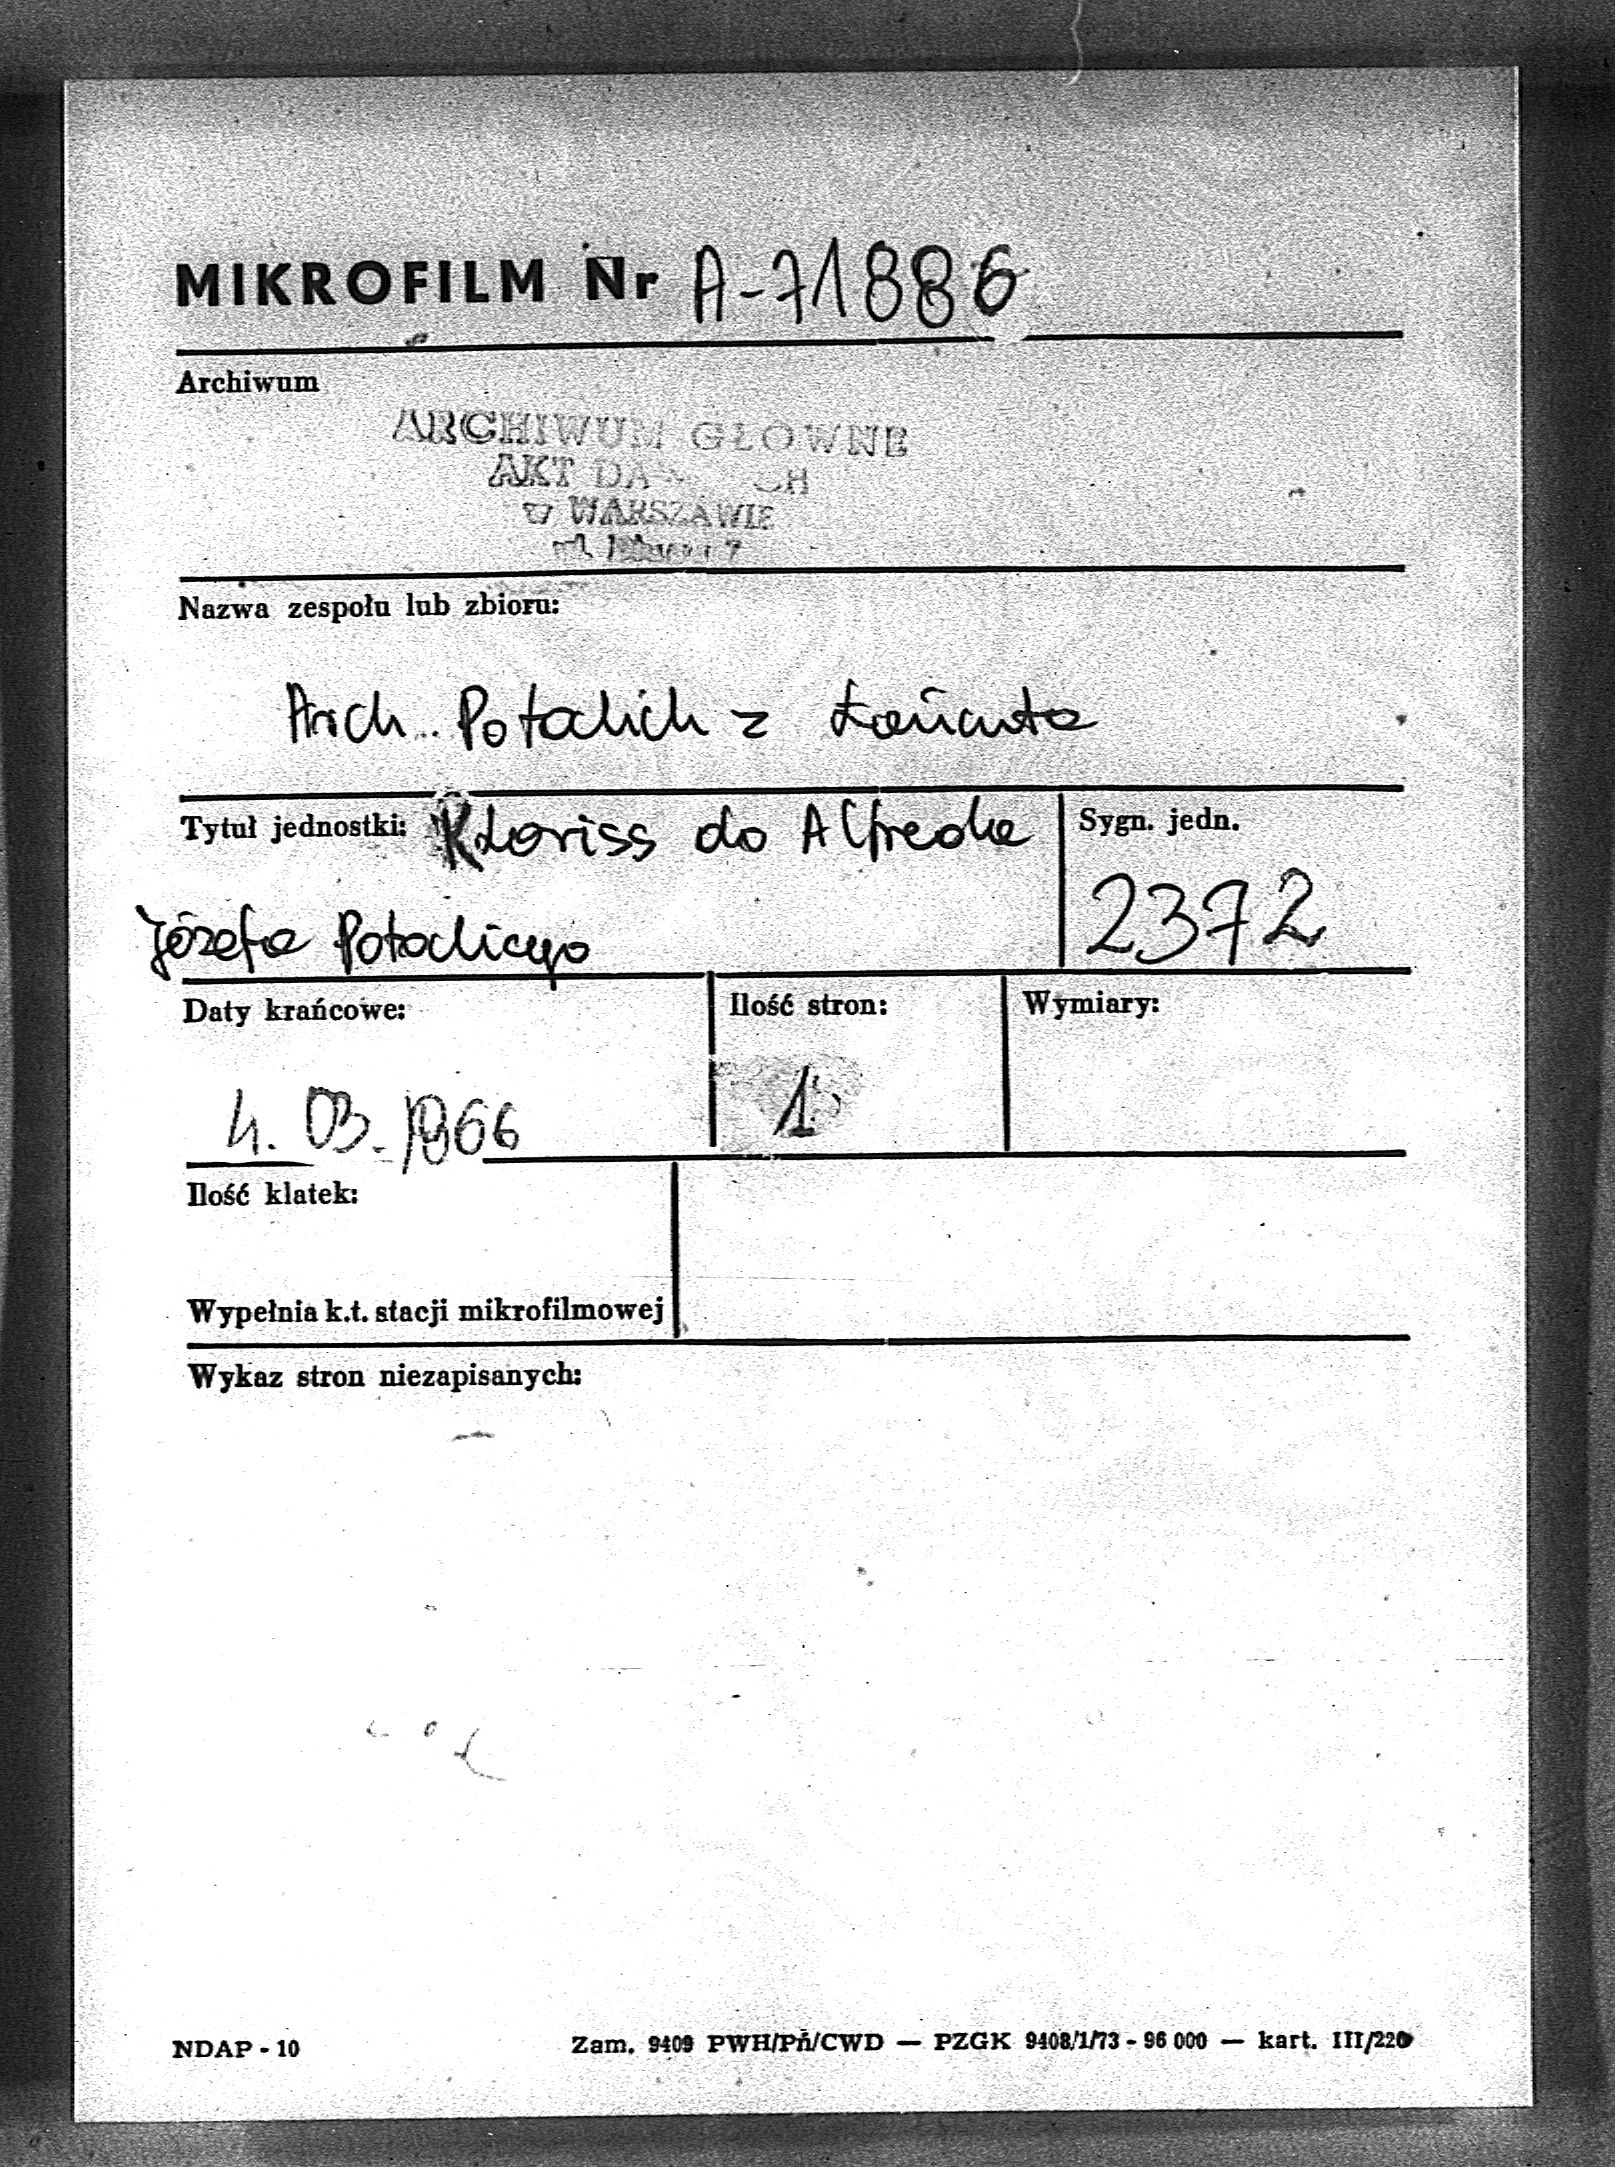 MIKROFILM Nr A-71886
Archiwum
ARCHIWUM GŁOWNE
AKT DA CH
w WARSZAWIE
7
Nazwa zespołu lub zbioru:
Arch. Potockich z Łańcuta
Tytuł jednostki: Kloriss do Alfreda
Sygn. jedn.
2372
Józefa Potockiego
Daty krańcowe:
Ilość stron:
Wymiary:
4. 03. 1866
1
Ilość klatek:
Wypełnia k.t. stacji mikrofilmowej
Wykaz stron niezapisanych:
NDAP - 10
Zam. 9409 PWH/Pń/CWD — PZGK 9408/1/73 - 96 000 — kart. III/220